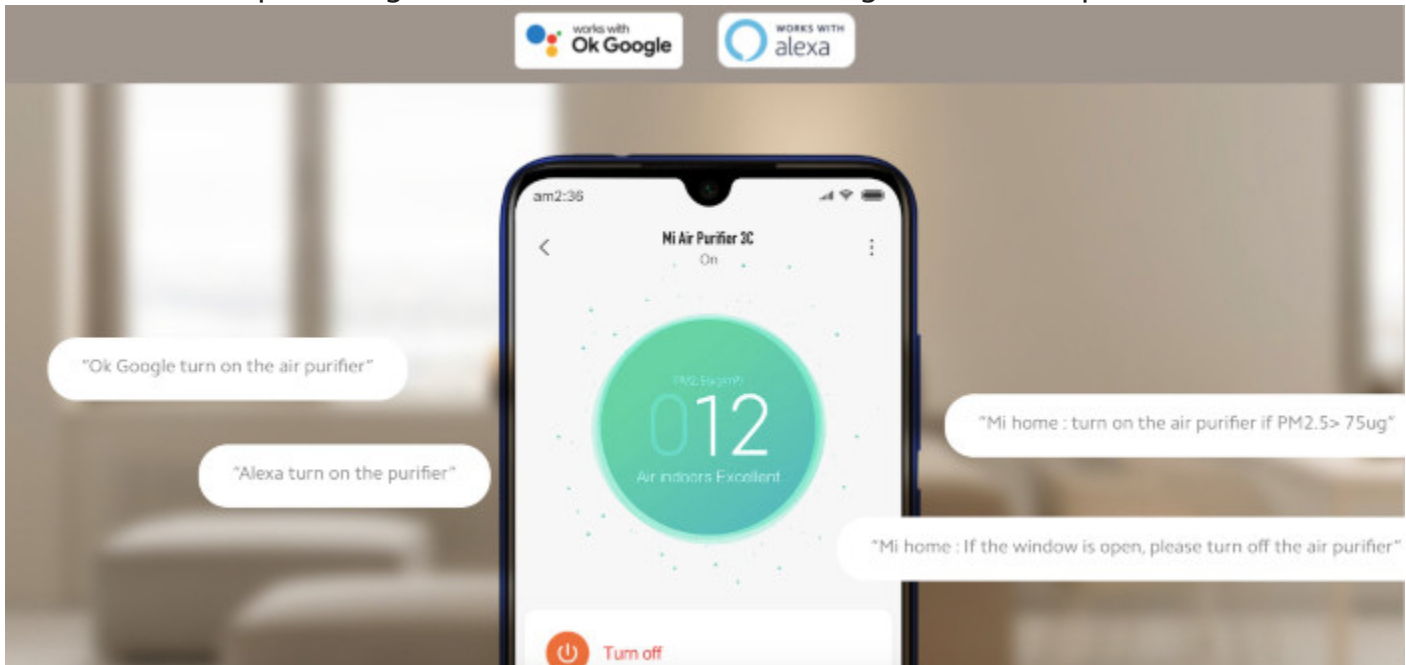 works with
Ok Google
WORKS WITH
alexa
am2:36
Mi Air Purifier 3C
On
"Ok Google turn on the air purifier"
012
Air indoors Excellent
"Mi home : turn on the air purifier if PM2.5> 75ug"
"Alexa turn on the purifier"
"Mi home : If the window is open, please turn off the air purifier"
Turn off